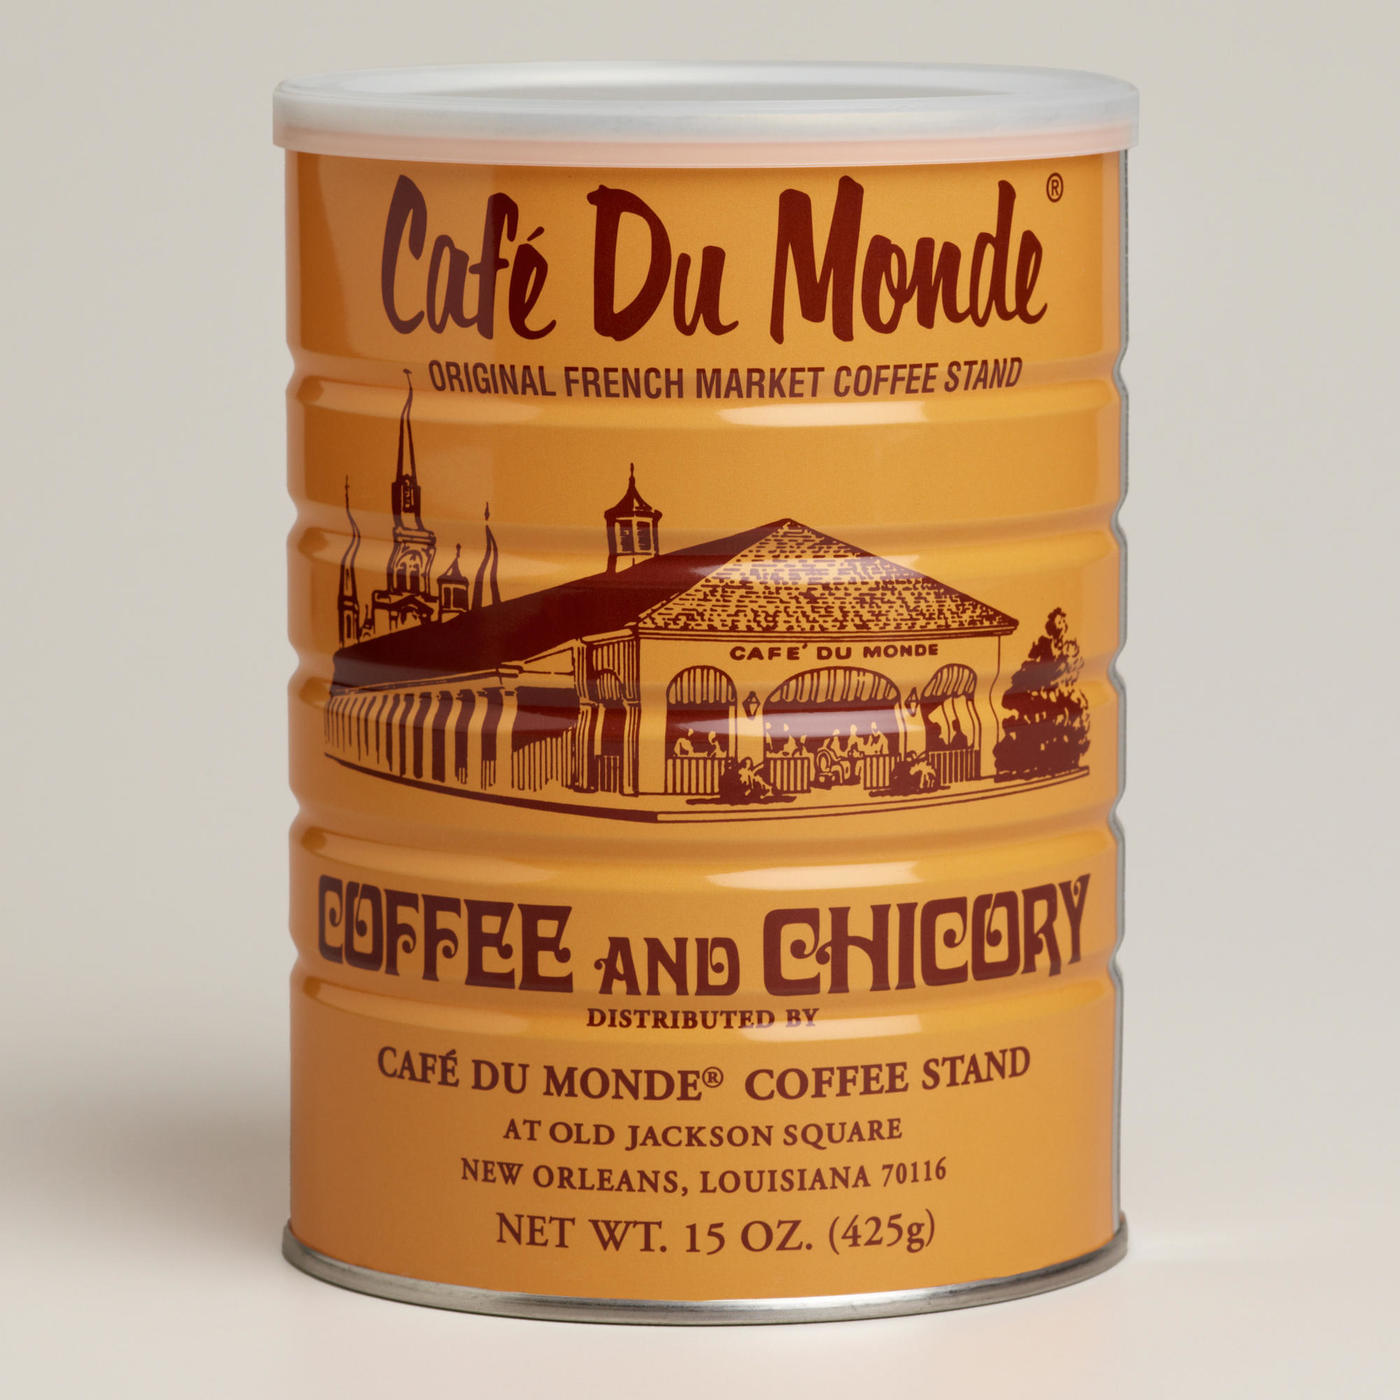 Café Du Monde®
ORIGINAL FRENCH MARKET COFFEE STAND
CAFE' DU MONDE
COFFEE AND CHICORY
DISTRIBUTED BY
CAFÉ DU MONDE® COFFEE STAND
AT OLD JACKSON SQUARE
NEW ORLEANS, LOUISIANA 70116
NET WT. 15 OZ. (425g)